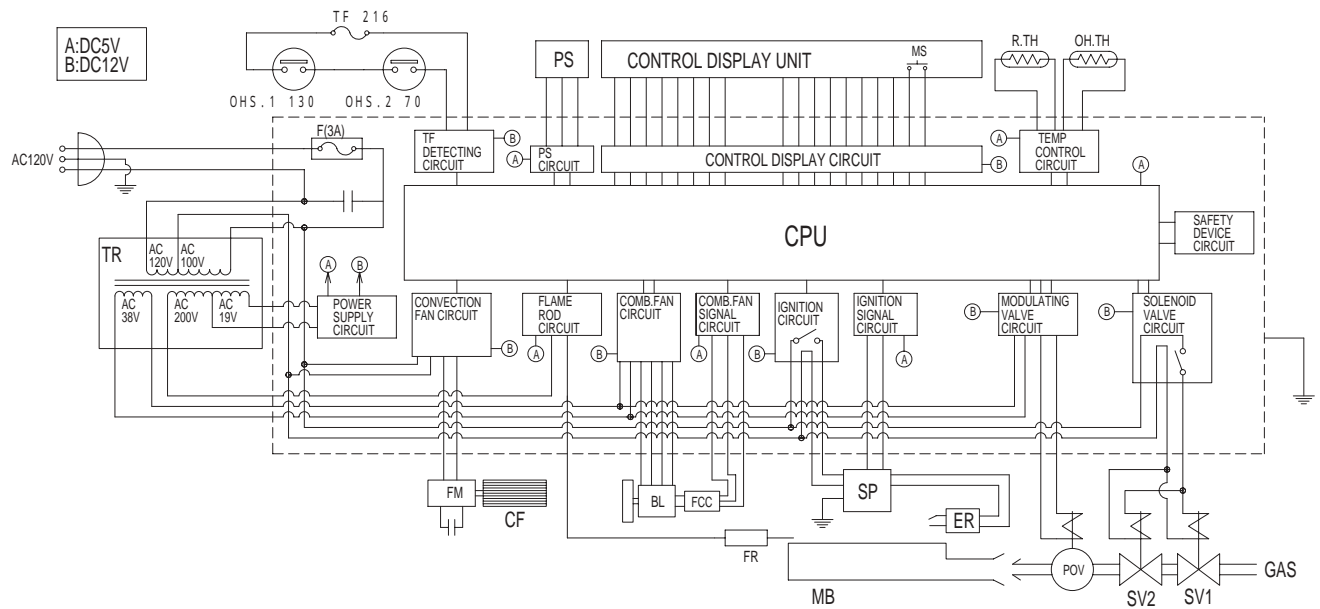 A:DC5V
B:DC12V
TF 216
OHS.1 130
OHS.2 70
PS
CONTROL DISPLAY UNIT
MS
R.TH
OH.TH
AC120V
F(3A)
TF
DETECTING
CIRCUIT
B
A
PS
CIRCUIT
CONTROL DISPLAY CIRCUIT
B
A
TEMP
CONTROL
CIRCUIT
A
CPU
SAFETY
DEVICE
CIRCUIT
TR
AC
120V
AC
100V
AC
38V
AC
200V
AC
19V
A
B
POWER
SUPPLY
CIRCUIT
CONVECTION
FAN CIRCUIT
B
FLAME
ROD
CIRCUIT
A
COMB.FAN
CIRCUIT
B
COMB.FAN
SIGNAL
CIRCUIT
A
IGNITION
CIRCUIT
B
IGNITION
SIGNAL
CIRCUIT
A
MODULATING
VALVE
CIRCUIT
B
SOLENOID
VALVE
CIRCUIT
B
FM
CF
BL
FCC
SP
ER
FR
MB
POV
SV2
SV1
GAS